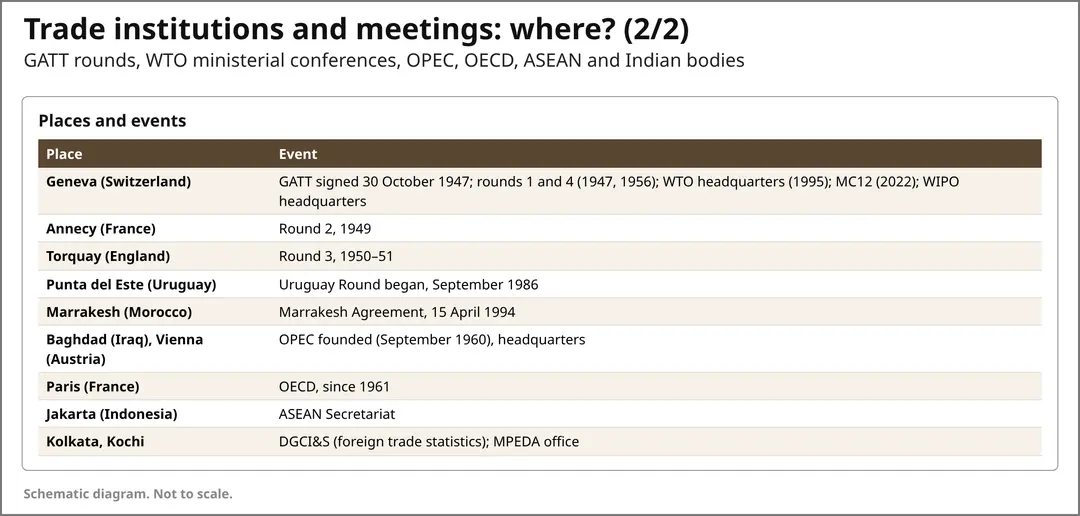 Trade institutions and meetings: where? (2/2)
GATT rounds, WTO ministerial conferences, OPEC, OECD, ASEAN and Indian bodies
Places and events
Place Event
Geneva (Switzerland) GATT signed 30 October 1947; rounds 1 and 4 (1947, 1956); WTO headquarters (1995); MC12 (2022); WIPO
headquarters
Annecy (France) Round 2, 1949
Torquay (England) Round 3, 1950–51
Punta del Este (Uruguay) Uruguay Round began, September 1986
Marrakesh (Morocco) Marrakesh Agreement, 15 April 1994
Baghdad (Iraq), Vienna OPEC founded (September 1960), headquarters
(Austria)
Paris (France) OECD, since 1961
Jakarta (Indonesia) ASEAN Secretariat
Kolkata, Kochi DGCI&S (foreign trade statistics); MPEDA office
Schematic diagram. Not to scale.